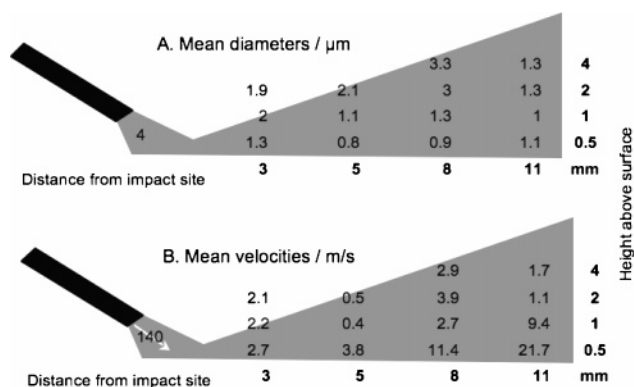 A. Mean diameters / μm
3.3 1.3 4
1.9 2.1 3 1.3 2
2 1.1 1.3 1 1
4
1.3 0.8 0.9 1.1 0.5
Distance from impact site 3 5 8 11 mm
B. Mean velocities / m/s
2.9 1.7 4
2.1 0.5 3.9 1.1 2
2.2 0.4 2.7 9.4 1
140
2.7 3.8 11.4 21.7 0.5
Distance from impact site 3 5 8 11 mm
Height above surface